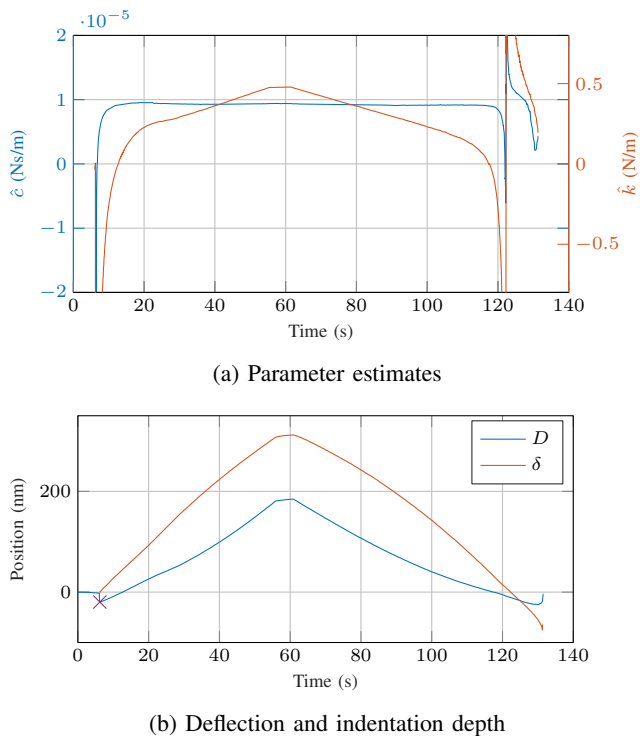 ·10⁻⁵
2
1
0
−1
−2
ĉ (Ns/m)
0.5
0
−0.5
k̂ (N/m)
0 20 40 60 80 100 120 140
Time (s)
(a) Parameter estimates
D
δ
200
0
Position (nm)
0 20 40 60 80 100 120 140
Time (s)
(b) Deflection and indentation depth